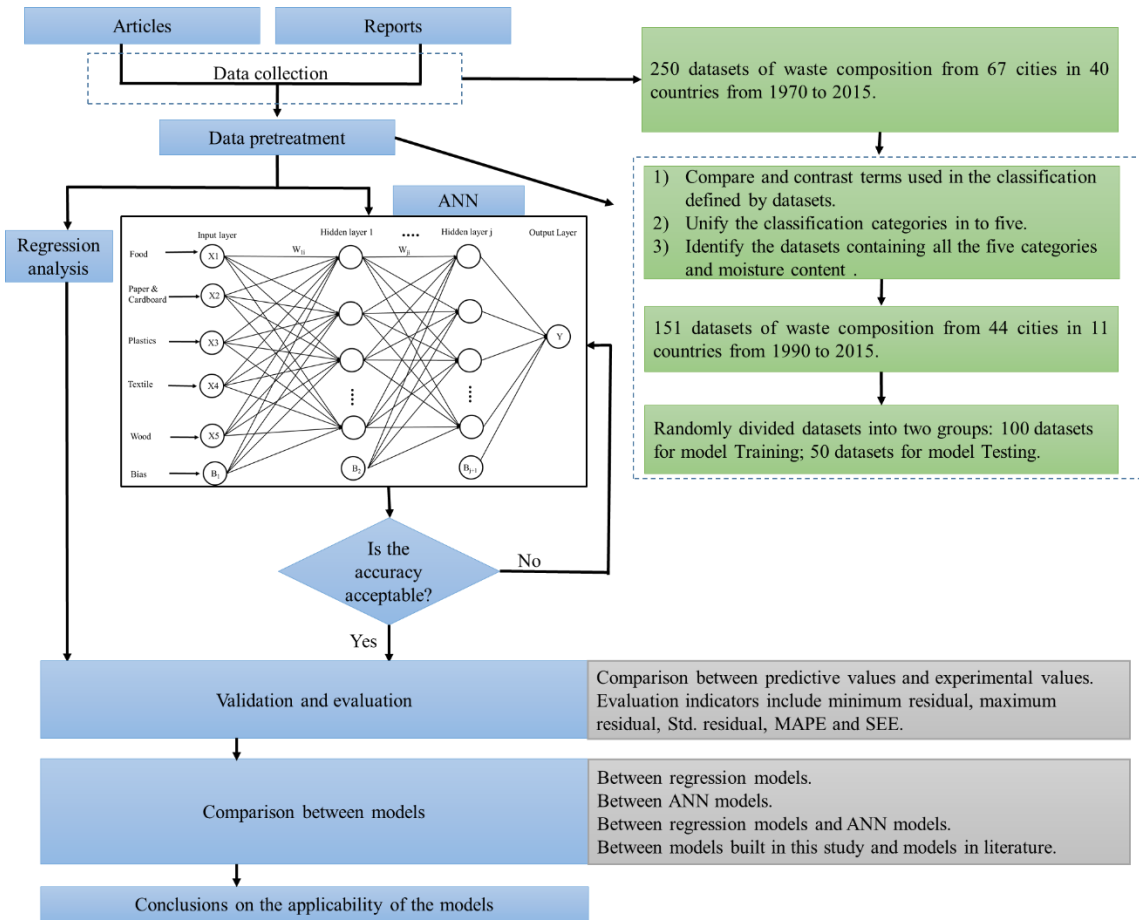 Articles
Reports
Data collection
250 datasets of waste composition from 67 cities in 40
countries from 1970 to 2015.
Data pretreatment
1) Compare and contrast terms used in the classification
defined by datasets.
2) Unify the classification categories in to five.
3) Identify the datasets containing all the five categories
and moisture content .
151 datasets of waste composition from 44 cities in 11
countries from 1990 to 2015.
Randomly divided datasets into two groups: 100 datasets
for model Training; 50 datasets for model Testing.
Regression
analysis
ANN
Input layer
Hidden layer 1
....
Hidden layer j
Output Layer
Food
X1
Paper &
Cardboard
X2
Plastics
X3
Textile
X4
Wood
X5
Bias
B1
B2
Bj-1
Y
Is the
accuracy
acceptable?
No
Yes
Validation and evaluation
Comparison between predictive values and experimental values.
Evaluation indicators include minimum residual, maximum
residual, Std. residual, MAPE and SEE.
Comparison between models
Between regression models.
Between ANN models.
Between regression models and ANN models.
Between models built in this study and models in literature.
Conclusions on the applicability of the models